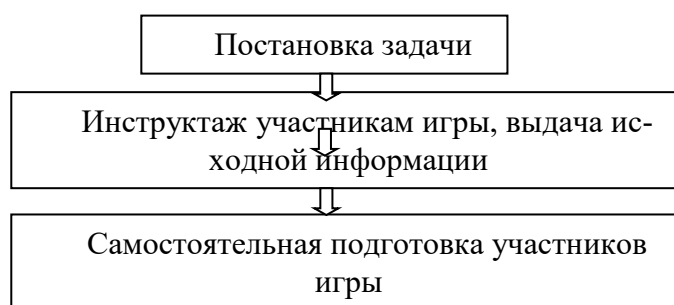 Постановка задачи
Инструктаж участникам игры, выдача ис-
ходной информации
Самостоятельная подготовка участников
игры